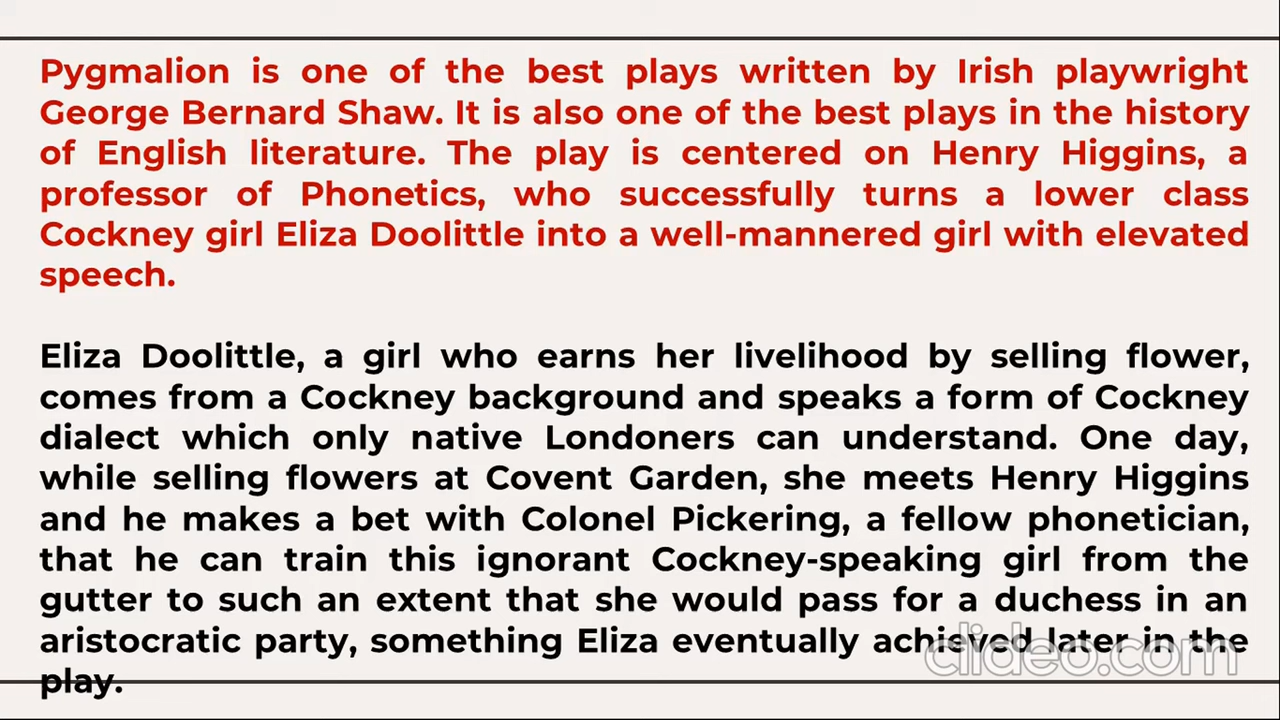 Pygmalion is one of the best plays written by Irish playwright
George Bernard Shaw. It is also one of the best plays in the history
of English literature. The play is centered on Henry Higgins, a
professor of Phonetics, who successfully turns a lower class
Cockney girl Eliza Doolittle into a well-mannered girl with elevated
speech.
Eliza Doolittle, a girl who earns her livelihood by selling flower,
comes from a Cockney background and speaks a form of Cockney
dialect which only native Londoners can understand. One day,
while selling flowers at Covent Garden, she meets Henry Higgins
and he makes a bet with Colonel Pickering, a fellow phonetician,
that he can train this ignorant Cockney-speaking girl from the
gutter to such an extent that she would pass for a duchess in an
aristocratic party, something Eliza eventually achieved later in the
play.
clideo.com